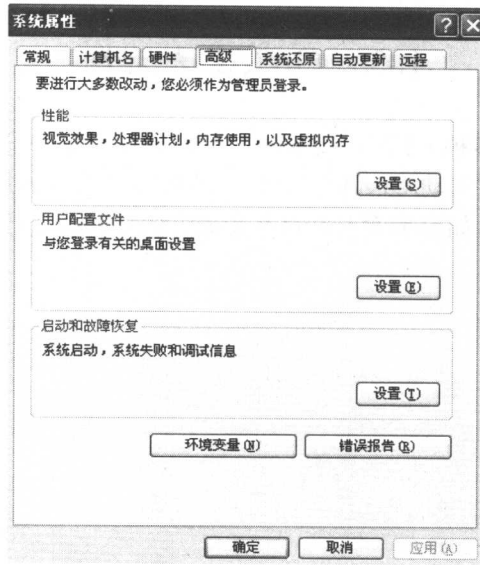 系统属性
常规 计算机名 硬件 高级 系统还原 自动更新 远程
要进行大多数改动，您必须作为管理员登录。
性能
视觉效果，处理器计划，内存使用，以及虚拟内存
设置(S)
用户配置文件
与您登录有关的桌面设置
设置(E)
启动和故障恢复
系统启动，系统失败和调试信息
设置(T)
环境变量(N) 错误报告(R)
确定 取消 应用(A)